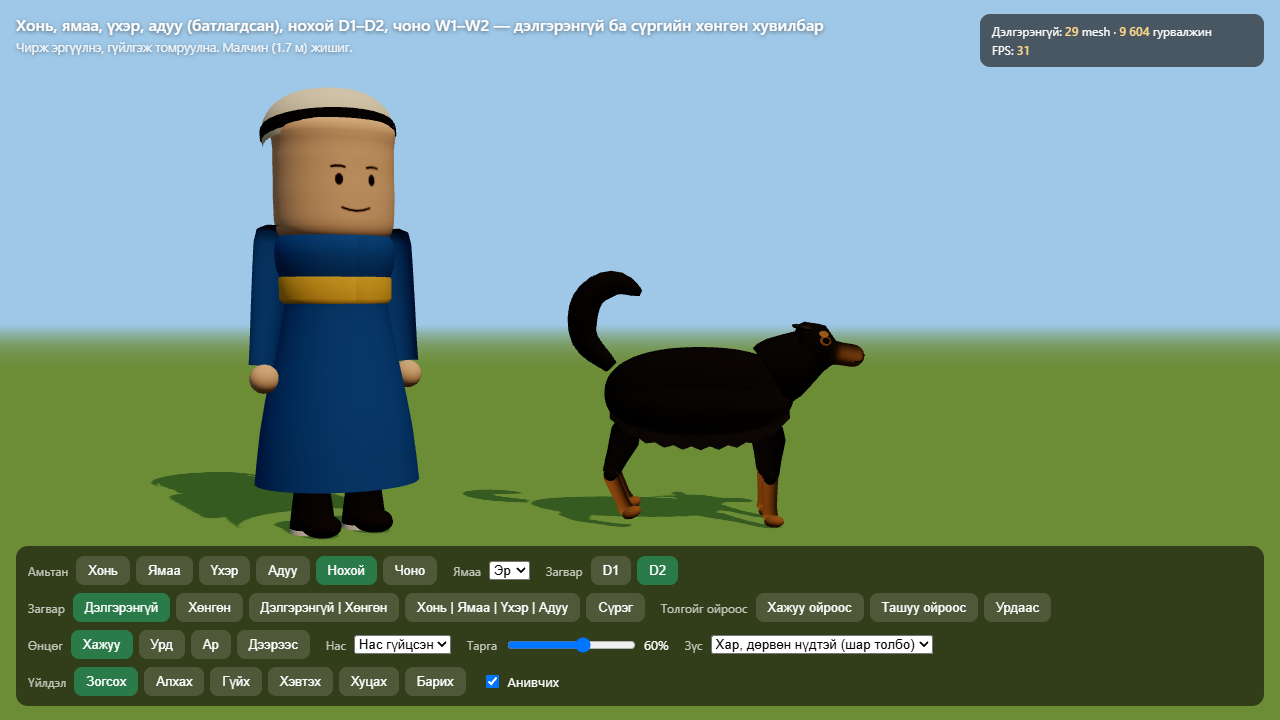 Хонь, ямаа, үхэр, адуу (батлагдсан), нохой D1–D2, чоно W1–W2 — дэлгэрэнгүй ба сүргийн хөнгөн хувилбар
Чирж эргүүлнэ, гүйлгэж томруулна. Малчин (1.7 м) жишиг.
Дэлгэрэнгүй: 29 mesh · 9 604 гурвалжин
FPS: 31
Амьтан Хонь Ямаа Үхэр Адуу Нохой Чоно Ямаа Эр Загвар D1 D2
Загвар Дэлгэрэнгүй Хөнгөн Дэлгэрэнгүй | Хөнгөн Хонь | Ямаа | Үхэр | Адуу Сүрэг Толгойг ойроос Хажуу ойроос Ташуу ойроос Урдаас
Өнцөг Хажуу Урд Ар Дээрээс Нас Нас гүйцсэн Тарга 60% Зүс Хар, дөрвөн нүдтэй (шар толбо)
Үйлдэл Зогсох Алхах Гүйх Хэвтэх Хуцах Барих Анивчих